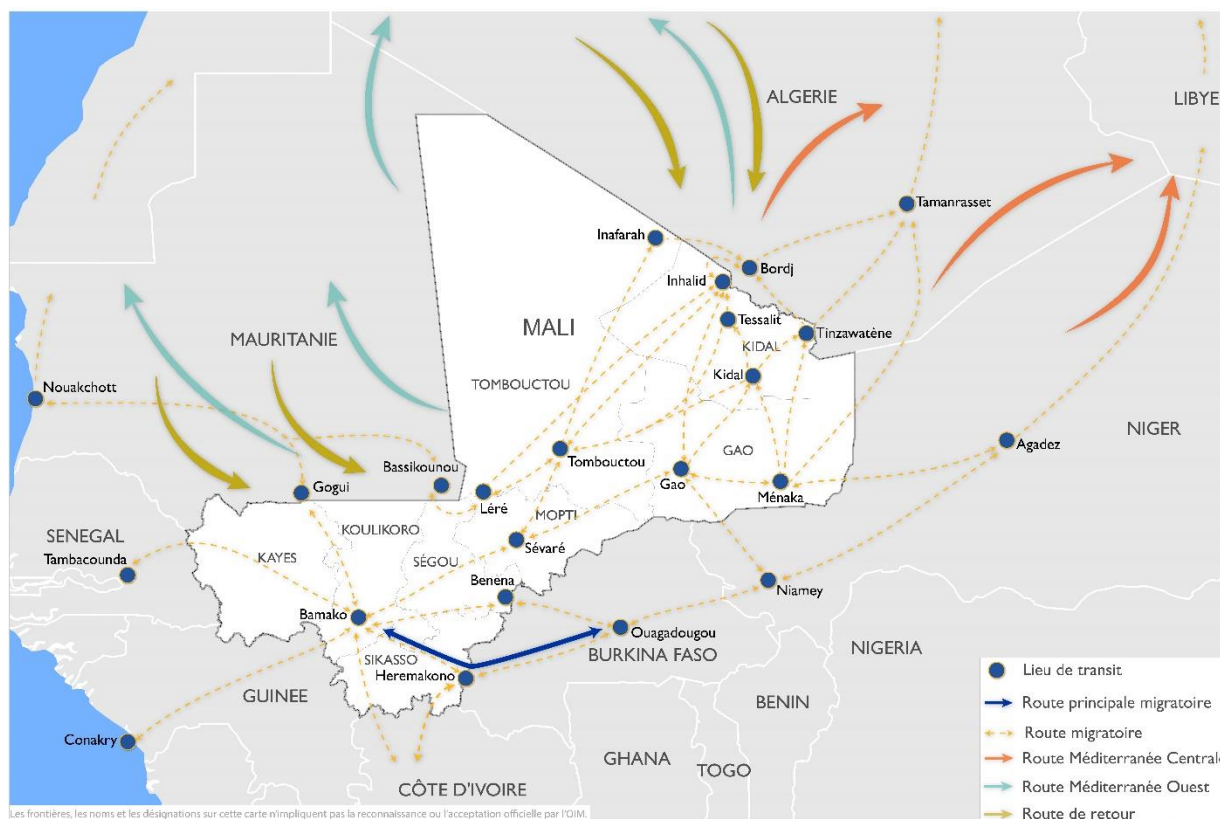 ALGERIE
LIBYE
Tamanrasset
Inafarah
Bordj
Inhalid
MALI
Tessalit
Tinzawatène
KIDAL
MAURITANIE
Kidal
Nouakchott
TOMBOUCTOU
NIGER
Agadez
GAO
Tombouctou
Bassikounou
Gao
Ménaka
Gogui
Léré
MOPTI
KOULIKORO
SENEGAL
Sévaré
Tambacounda
KAYES
SÉGOU
Niamey
Benena
Bamako
Ouagadougou
NIGERIA
BURKINA FASO
SIKASSO
Heremakono
Lieu de transit
GUINEE
BENIN
Route principale migratoire
Route migratoire
Conakry
GHANA
TOGO
Route Méditerranée Centrale
CÔTE D'IVOIRE
Route Méditerranée Ouest
Route de retour
Les frontières, les noms et les désignations sur cette carte n'impliquent pas la reconnaissance ou l'acceptation officielle par l'OIM.